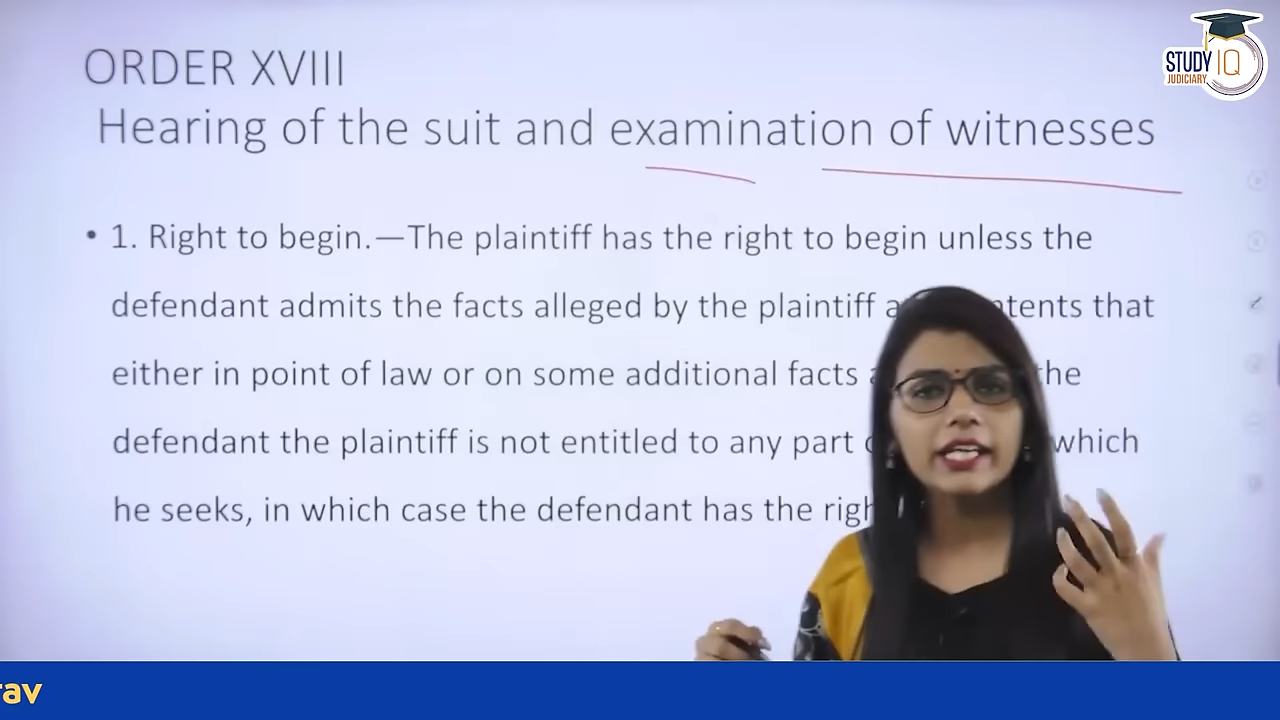 ORDER XVIII
Hearing of the suit and examination of witnesses
STUDY IQ
JUDICIARY
• 1. Right to begin.—The plaintiff has the right to begin unless the
defendant admits the facts alleged by the plaintiff that
either in point of law or on some additional facts the
defendant the plaintiff is not entitled to any part which
he seeks, in which case the defendant has the